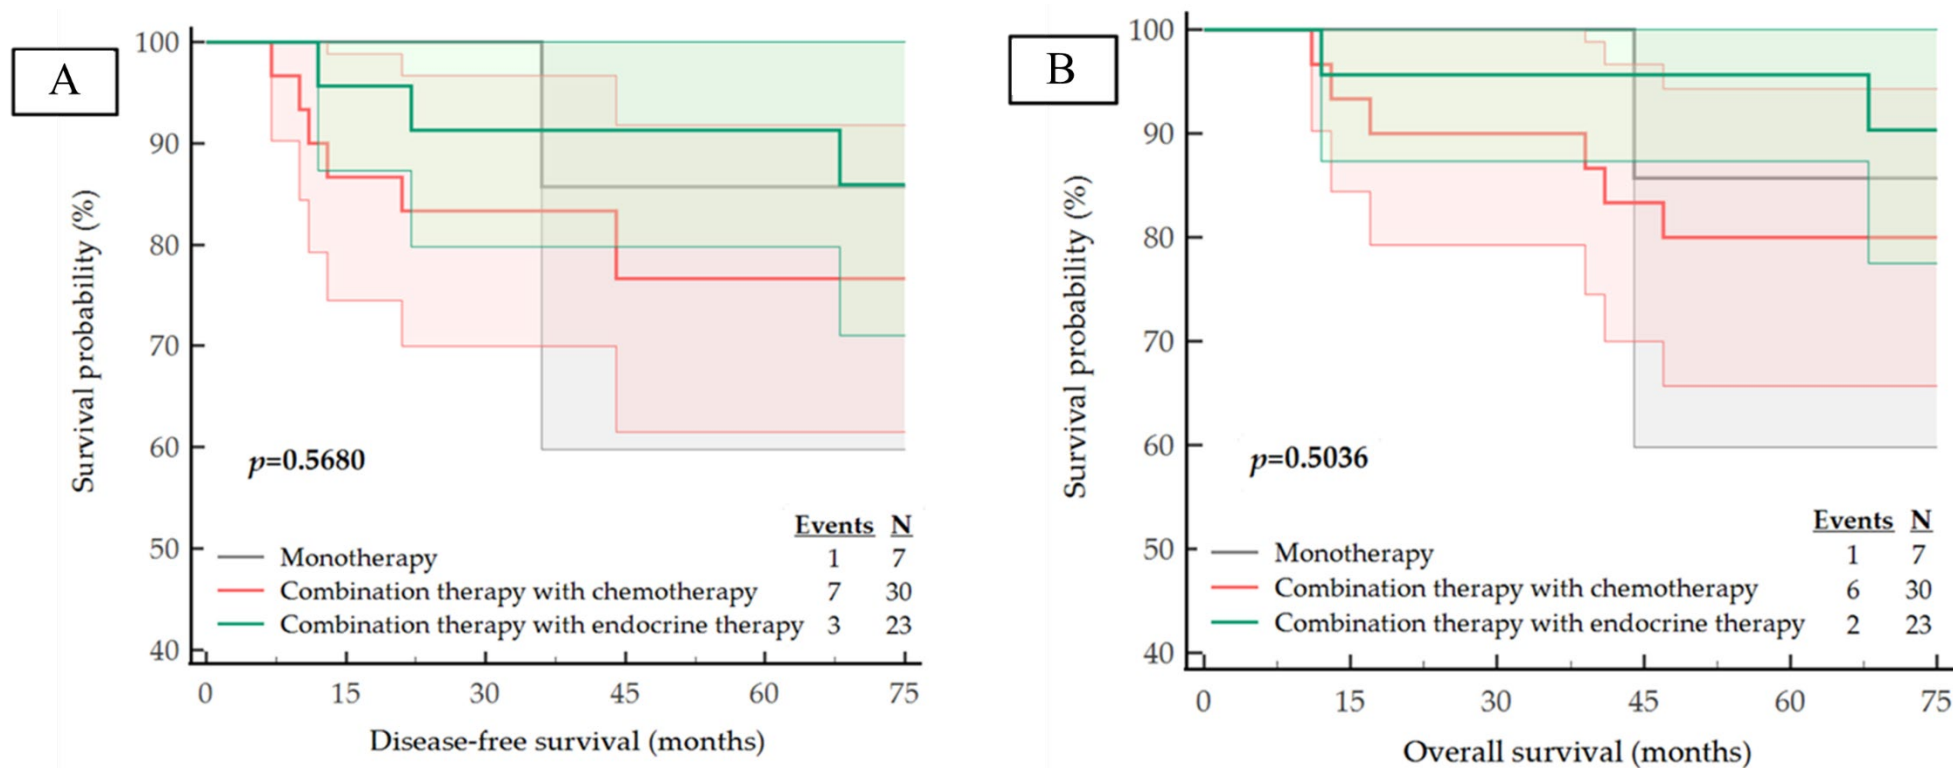 A
100
90
80
70
60
50
40
Survival probability (%)
p=0.5680
Events N
Monotherapy 1 7
Combination therapy with chemotherapy 7 30
Combination therapy with endocrine therapy 3 23
0 15 30 45 60 75
Disease-free survival (months)
B
100
90
80
70
60
50
40
Survival probability (%)
p=0.5036
Events N
Monotherapy 1 7
Combination therapy with chemotherapy 6 30
Combination therapy with endocrine therapy 2 23
0 15 30 45 60 75
Overall survival (months)